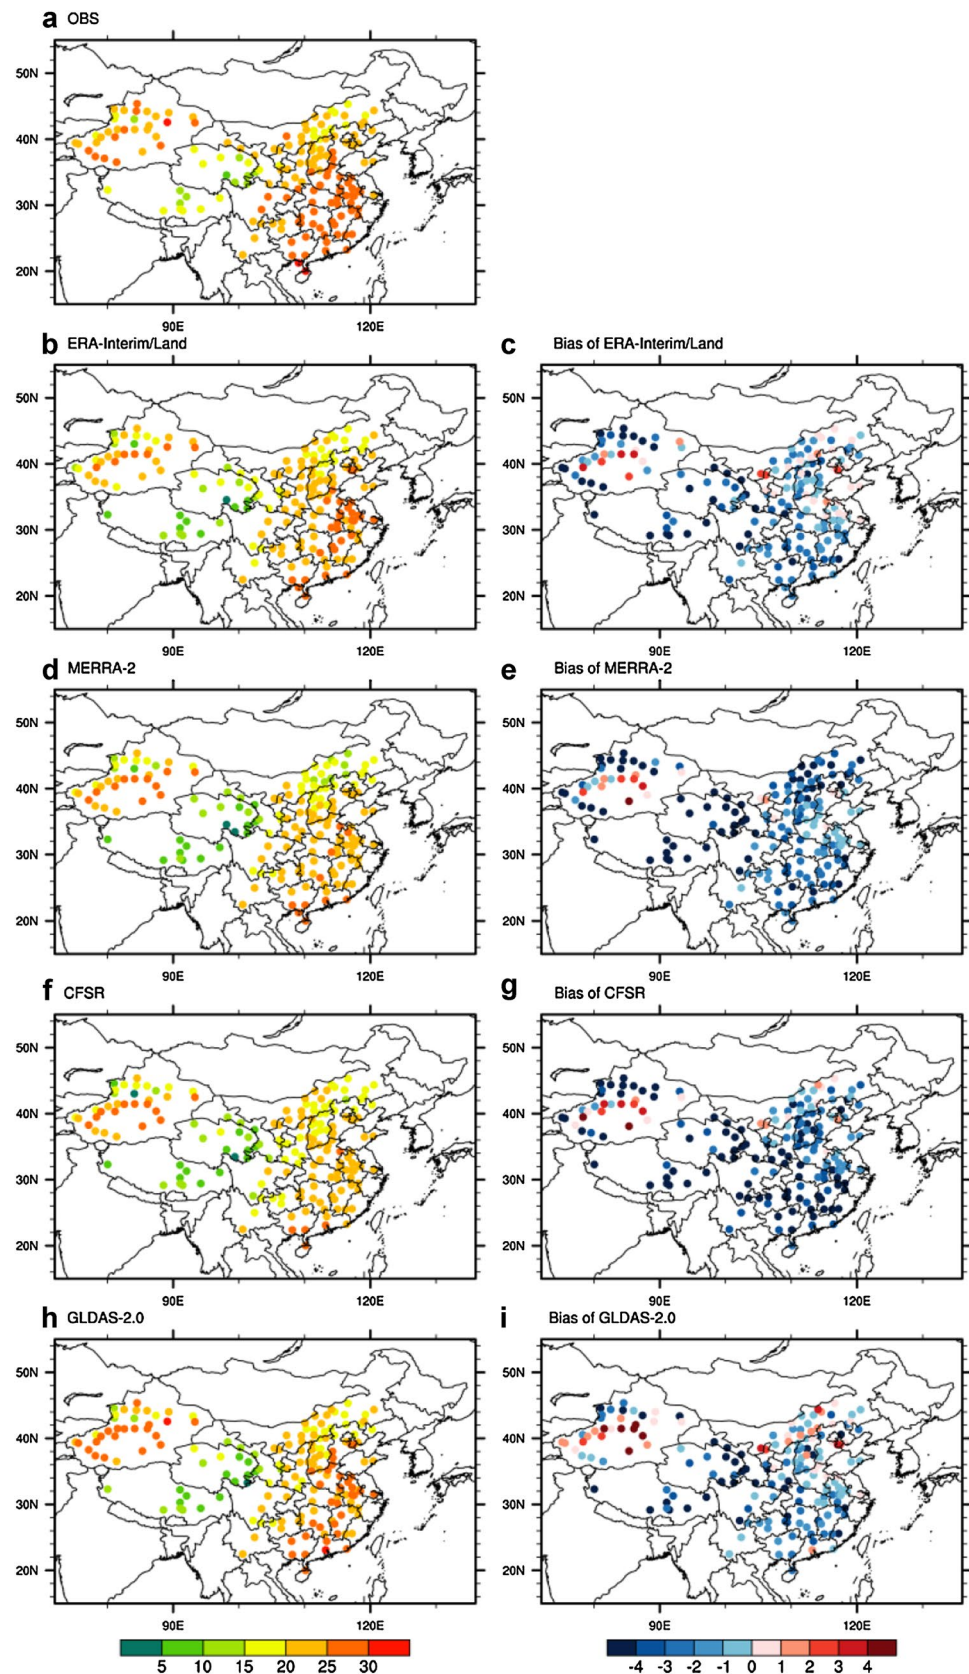 a OBS
50N
40N
30N
20N
90E 120E
b ERA-Interim/Land
c Bias of ERA-Interim/Land
50N 50N
40N 40N
30N 30N
20N 20N
90E 120E 90E 120E
d MERRA-2
e Bias of MERRA-2
50N 50N
40N 40N
30N 30N
20N 20N
90E 120E 90E 120E
f CFSR
g Bias of CFSR
50N 50N
40N 40N
30N 30N
20N 20N
90E 120E 90E 120E
h GLDAS-2.0
i Bias of GLDAS-2.0
50N 50N
40N 40N
30N 30N
20N 20N
90E 120E 90E 120E
5 10 15 20 25 30
-4 -3 -2 -1 0 1 2 3 4